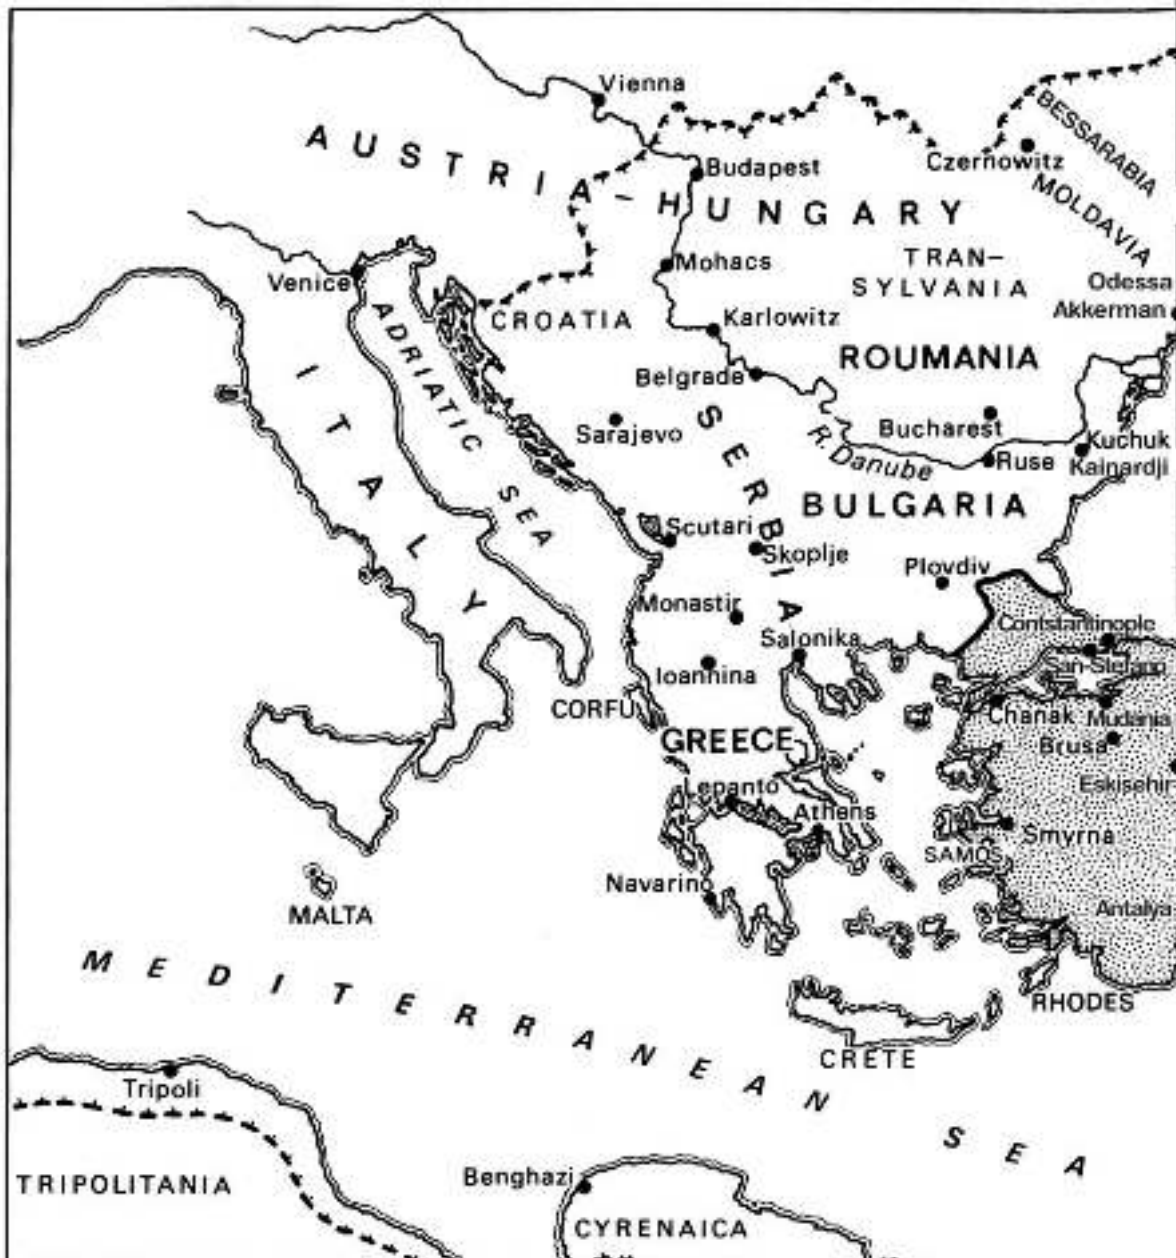 Vienna
AUSTRIA-HUNGARY
BESSARABIA
Czernowitz
Budapest
MOLDAVIA
Mohacs
TRAN-
SYLVANIA
Odessa
Akkerman
Venice
CROATIA
Karlowitz
ADRIATIC SEA
ROUMANIA
ITALY
Belgrade
SERBIA
Sarajevo
Bucharest
R. Danube
Ruse
Kuchuk
Kainardji
BULGARIA
Scutari
Skoplje
Plovdiv
Monastir
Contstantinople
Salonika
San-Stefano
Ioannina
CORFU
Chanak
Mudania
GREECE
Brusa
Lepanto
Eskisehir
Athens
Smyrna
SAMOS
Navarino
MALTA
Antalya
MEDITERRANEAN SEA
RHODES
CRETE
Tripoli
TRIPOLITANIA
Benghazi
CYRENAICA